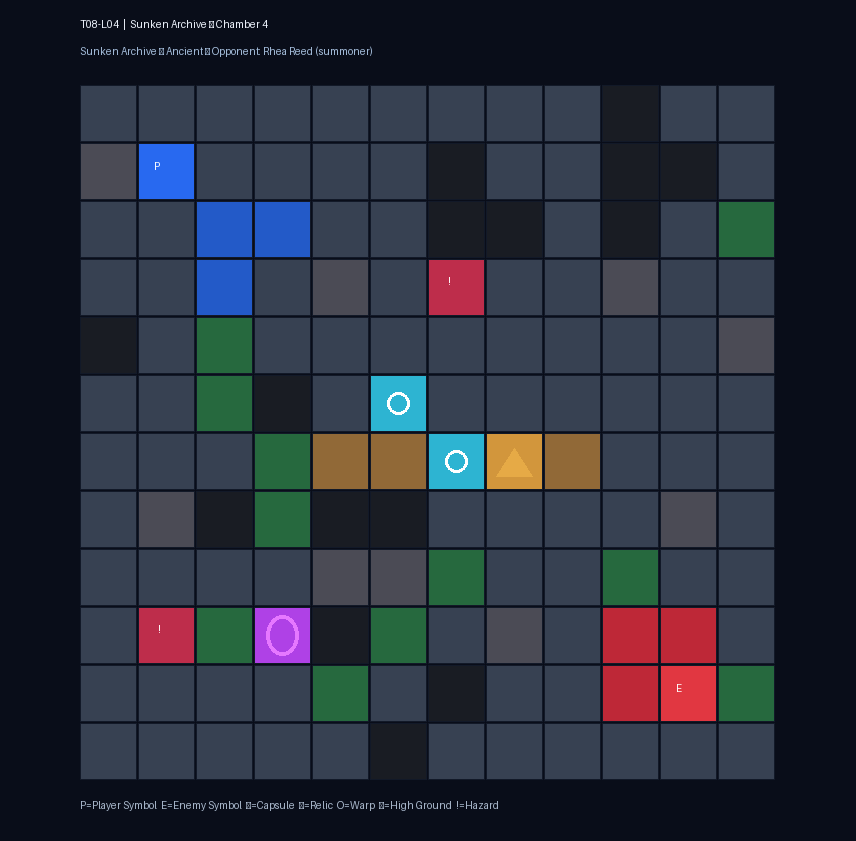 T08-L04 | Sunken Archive Chamber 4
Sunken Archive Ancient Opponent: Rhea Reed (summoner)
P
!
!
E
P=Player Symbol E=Enemy Symbol =Capsule =Relic O=Warp =High Ground !=Hazard